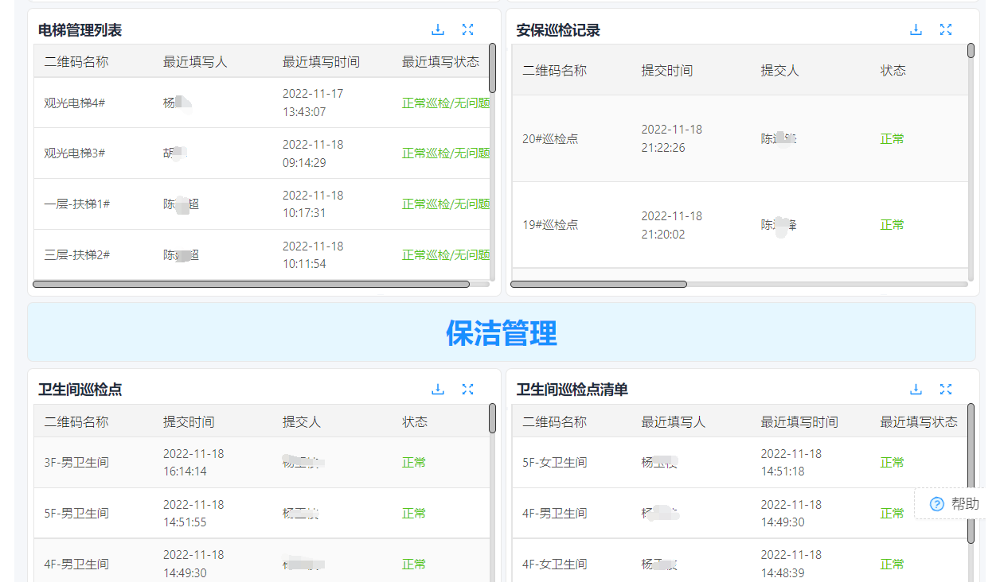 电梯管理列表
二维码名称 最近填写人 最近填写时间 最近填写状态
观光电梯4# 杨 2022-11-17 13:43:07 正常巡检/无问题
观光电梯3# 胡 2022-11-18 09:14:29 正常巡检/无问题
一层-扶梯1# 陈 超 2022-11-18 10:17:31 正常巡检/无问题
三层-扶梯2# 陈 超 2022-11-18 10:11:54 正常巡检/无问题
安保巡检记录
二维码名称 提交时间 提交人 状态
20#巡检点 2022-11-18 21:22:26 陈 正常
19#巡检点 2022-11-18 21:20:02 陈 锋 正常
保洁管理
卫生间巡检点
二维码名称 提交时间 提交人 状态
3F-男卫生间 2022-11-18 16:14:14 正常
5F-男卫生间 2022-11-18 14:51:55 杨 正常
4F-男卫生间 2022-11-18 14:49:30 正常
卫生间巡检点清单
二维码名称 最近填写人 最近填写时间 最近填写状态
5F-女卫生间 杨 2022-11-18 14:51:18 正常
4F-男卫生间 2022-11-18 14:49:30 正常
4F-女卫生间 杨 2022-11-18 14:48:39 正常
帮助